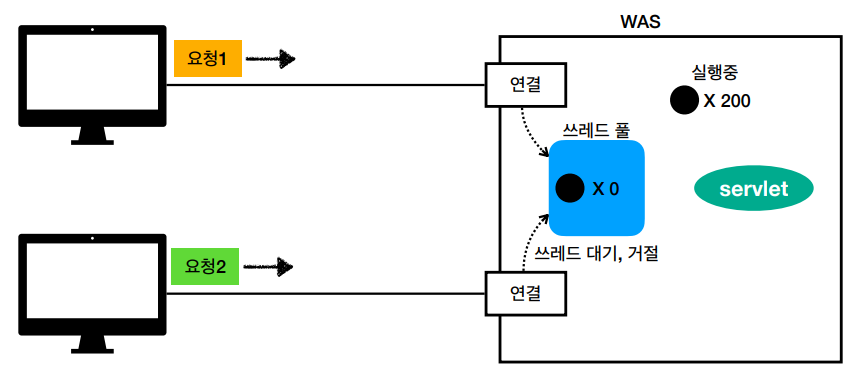 WAS
요청1
연결
실행중
X 200
쓰레드 풀
X 0
servlet
쓰레드 대기, 거절
요청2
연결